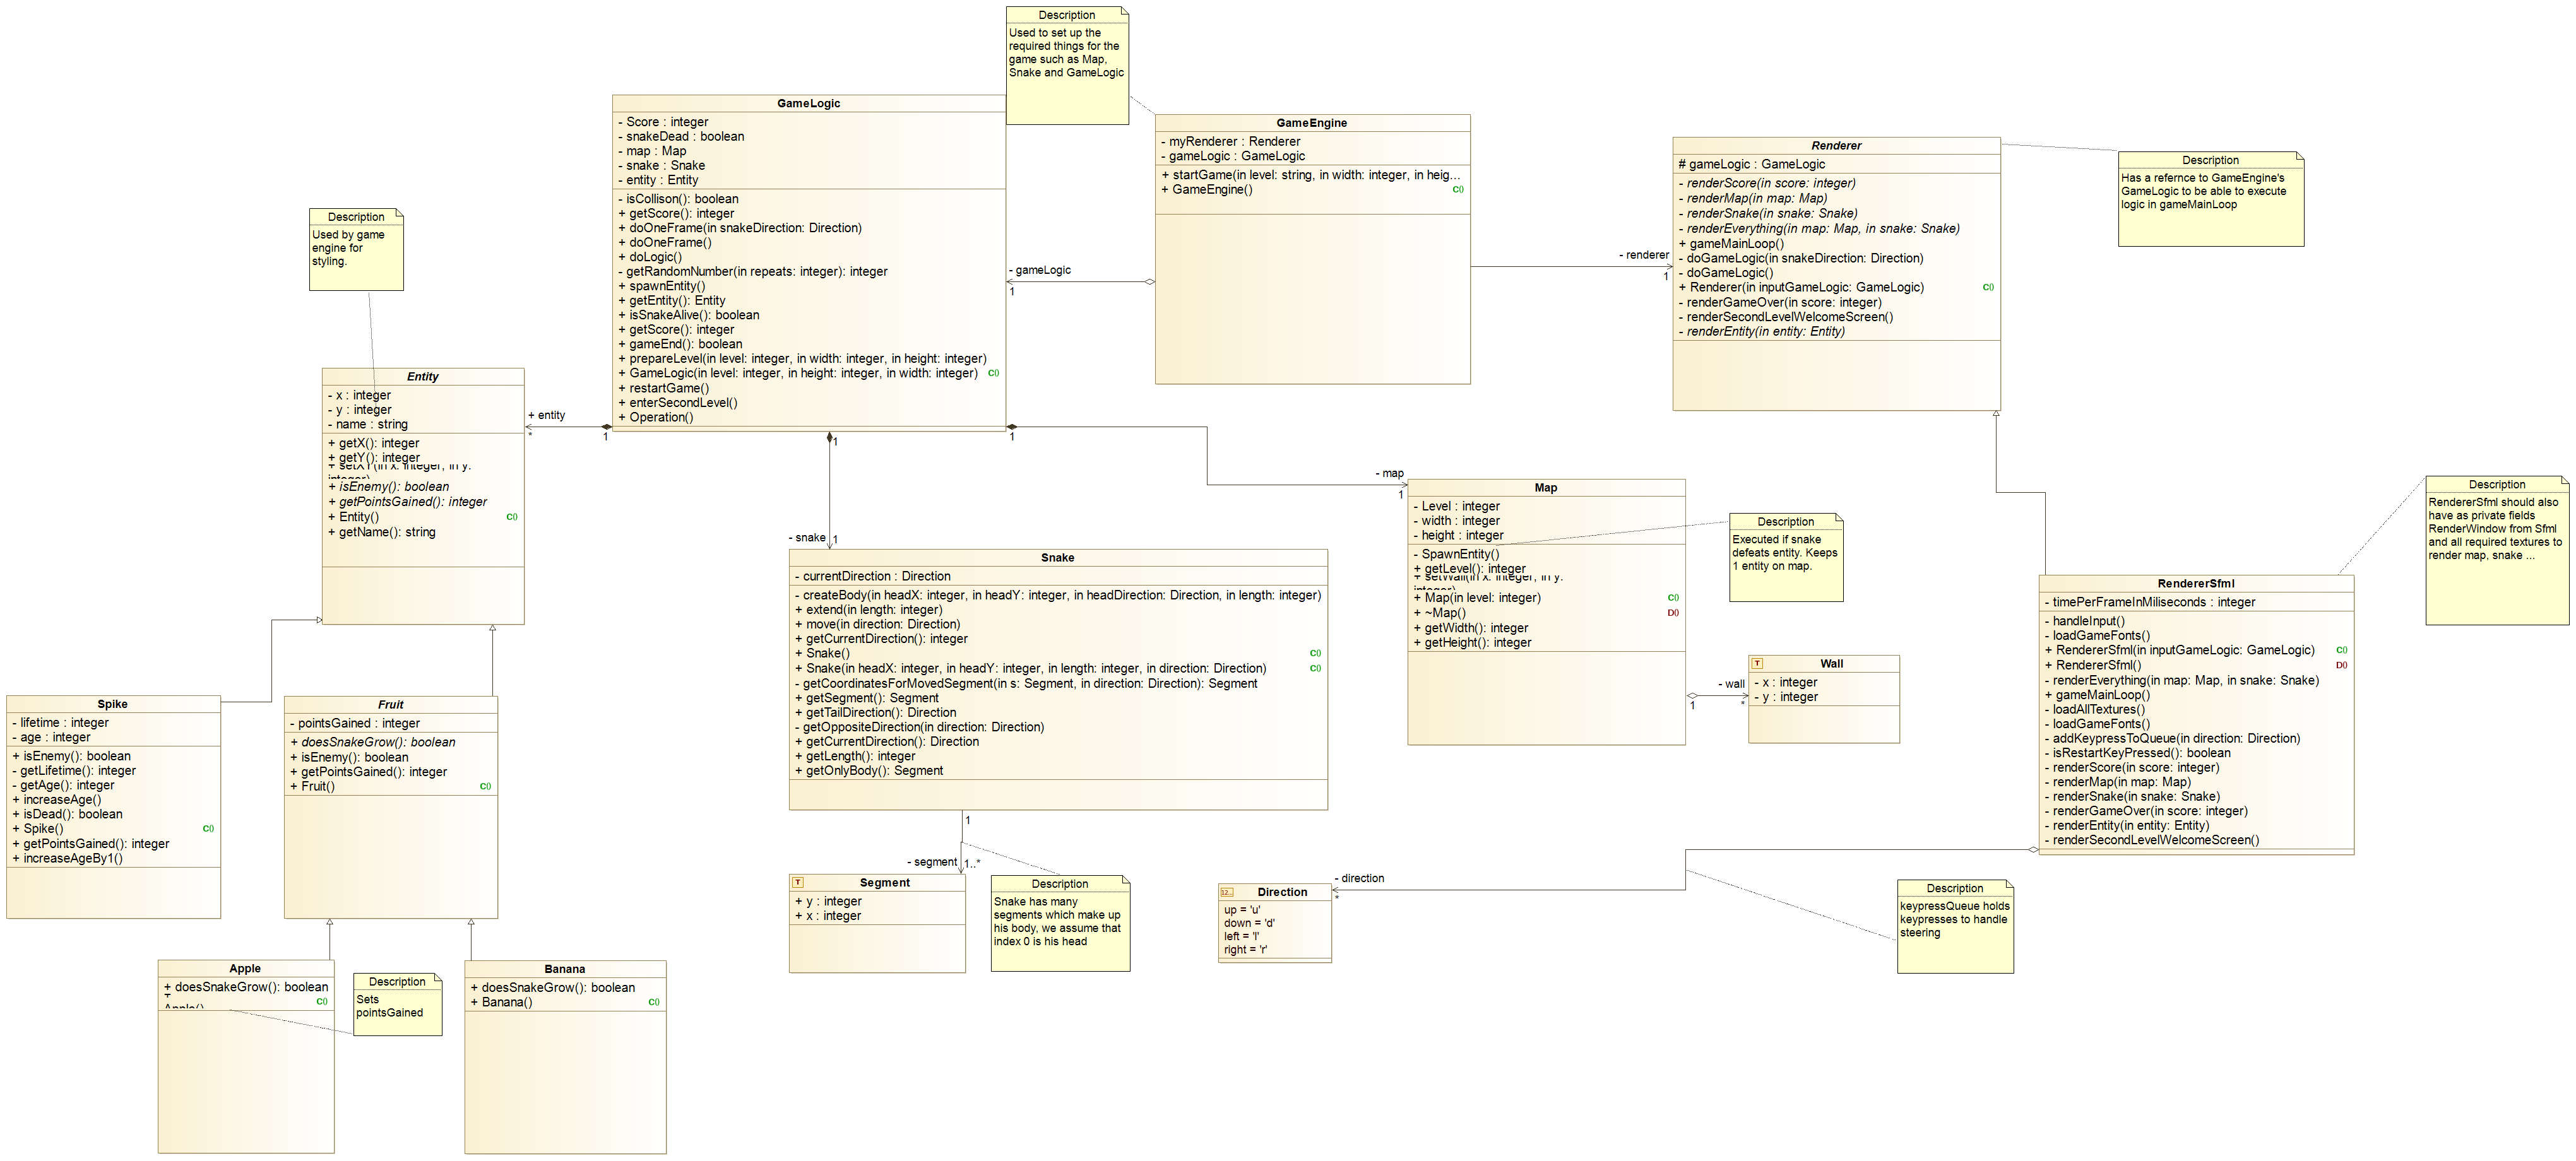 Description
Used to set up the
required things for the
game such as Map,
Snake and GameLogic
GameLogic
- Score : integer
- snakeDead : boolean
- map : Map
- snake : Snake
- entity : Entity
- isCollison(): boolean
+ getScore(): integer
+ doOneFrame(in snakeDirection: Direction)
+ doOneFrame()
+ doLogic()
- getRandomNumber(in repeats: integer): integer
+ spawnEntity()
+ getEntity(): Entity
+ isSnakeAlive(): boolean
+ getScore(): integer
+ gameEnd(): boolean
+ prepareLevel(in level: integer, in width: integer, in height: integer)
+ GameLogic(in level: integer, in height: integer, in width: integer) C()
+ restartGame()
+ enterSecondLevel()
+ Operation()
GameEngine
- myRenderer : Renderer
- gameLogic : GameLogic
+ startGame(in level: string, in width: integer, in heig...
+ GameEngine() C()
- gameLogic
1
- renderer
1
Renderer
# gameLogic : GameLogic
- renderScore(in score: integer)
- renderMap(in map: Map)
- renderSnake(in snake: Snake)
- renderEverything(in map: Map, in snake: Snake)
+ gameMainLoop()
- doGameLogic(in snakeDirection: Direction)
- doGameLogic()
+ Renderer(in inputGameLogic: GameLogic) C()
- renderGameOver(in score: integer)
- renderSecondLevelWelcomeScreen()
- renderEntity(in entity: Entity)
Description
Has a refernce to GameEngine's
GameLogic to be able to execute
logic in gameMainLoop
Description
Used by game
engine for
styling.
Entity
- x : integer
- y : integer
- name : string
+ getX(): integer
+ getY(): integer
+ setXY(in x: integer, in y:
integer)
+ isEnemy(): boolean
+ getPointsGained(): integer
+ Entity() C()
+ getName(): string
+ entity
*
1
1
- snake
1
1
- map
1
Map
- Level : integer
- width : integer
- height : integer
- SpawnEntity()
+ getLevel(): integer
+ setWall(in x: integer, in y:
integer)
+ Map(in level: integer) C()
+ ~Map() D()
+ getWidth(): integer
+ getHeight(): integer
Description
Executed if snake
defeats entity. Keeps
1 entity on map.
Description
RendererSfml should also
have as private fields
RenderWindow from Sfml
and all required textures to
render map, snake ...
Snake
- currentDirection : Direction
- createBody(in headX: integer, in headY: integer, in headDirection: Direction, in length: integer)
+ extend(in length: integer)
+ move(in direction: Direction)
+ getCurrentDirection(): integer
+ Snake() C()
+ Snake(in headX: integer, in headY: integer, in length: integer, in direction: Direction) C()
- getCoordinatesForMovedSegment(in s: Segment, in direction: Direction): Segment
+ getSegment(): Segment
+ getTailDirection(): Direction
- getOppositeDirection(in direction: Direction)
+ getCurrentDirection(): Direction
+ getLength(): integer
+ getOnlyBody(): Segment
T Wall
- x : integer
- y : integer
- wall
1
*
RendererSfml
- timePerFrameInMiliseconds : integer
- handleInput()
- loadGameFonts()
+ RendererSfml(in inputGameLogic: GameLogic) C()
+ RendererSfml() D()
- renderEverything(in map: Map, in snake: Snake)
+ gameMainLoop()
- loadAllTextures()
- loadGameFonts()
- addKeypressToQueue(in direction: Direction)
- isRestartKeyPressed(): boolean
- renderScore(in score: integer)
- renderMap(in map: Map)
- renderSnake(in snake: Snake)
- renderGameOver(in score: integer)
- renderEntity(in entity: Entity)
- renderSecondLevelWelcomeScreen()
Spike
- lifetime : integer
- age : integer
+ isEnemy(): boolean
- getLifetime(): integer
- getAge(): integer
+ increaseAge()
+ isDead(): boolean
+ Spike() C()
+ getPointsGained(): integer
+ increaseAgeBy1()
Fruit
- pointsGained : integer
+ doesSnakeGrow(): boolean
+ isEnemy(): boolean
+ getPointsGained(): integer
+ Fruit() C()
1
- segment
1..*
T Segment
+ y : integer
+ x : integer
Description
Snake has many
segments which make up
his body, we assume that
index 0 is his head
12... Direction
up = 'u'
down = 'd'
left = 'l'
right = 'r'
- direction
*
Description
keypressQueue holds
keypresses to handle
steering
Apple
+ doesSnakeGrow(): boolean
+
Apple() C()
Description
Sets
pointsGained
Banana
+ doesSnakeGrow(): boolean
+ Banana() C()